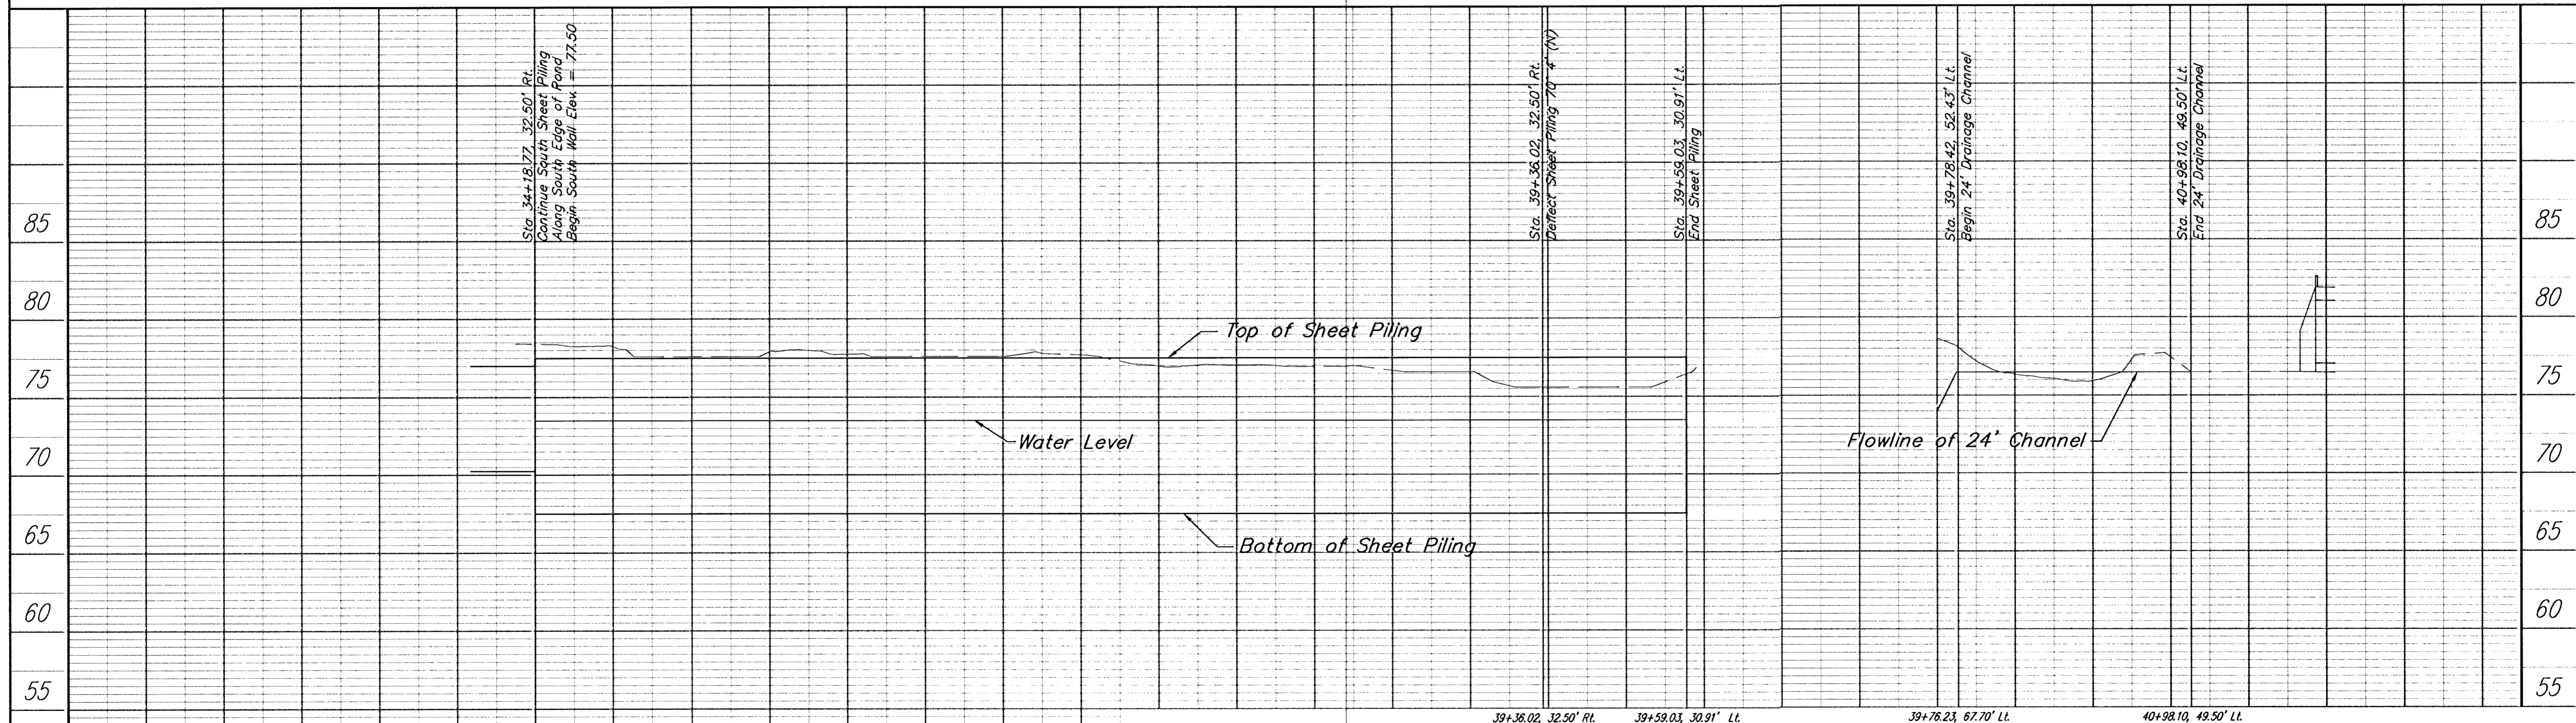 Sta. 34+18.77, 32.50' Rt.
Continue South Sheet Piling
Along South Edge of Pond
Begin South Wall Elev. = 77.50
Sta. 39+36.02, 32.50' Rt.
Deflect Sheet Piling 70° 4' (N)
Sta. 39+59.03, 30.91' Lt.
End Sheet Piling
Sta. 39+78.42, 52.43' Lt.
Begin 24' Drainage Channel
Sta. 40+98.10, 49.50' Lt.
End 24' Drainage Channel
85
85
80
80
Top of Sheet Piling
75
75
Water Level
Flowline of 24' Channel
70
70
65
65
Bottom of Sheet Piling
60
60
55
55
39+36.02, 32.50' Rt.
39+59.03, 30.91' Lt.
39+76.23, 67.70' Lt.
40+98.10, 49.50' Lt.